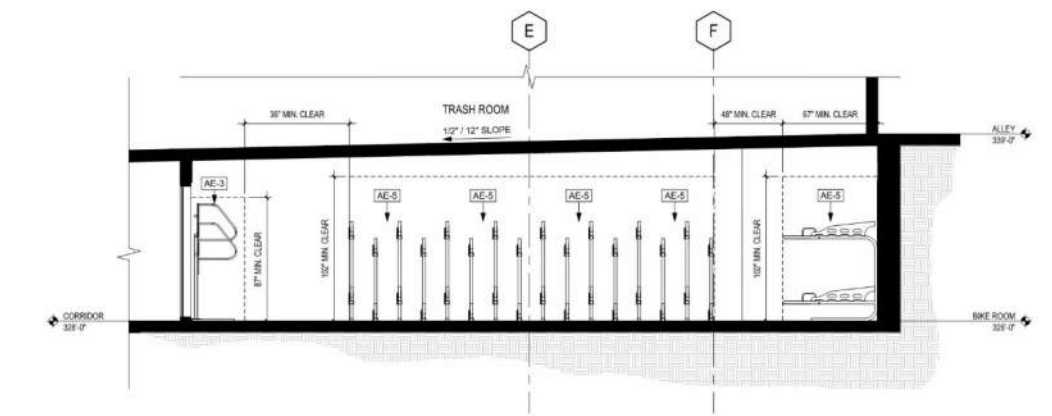 E
F
TRASH ROOM
1/2" / 12" SLOPE
36" MIN. CLEAR
48" MIN. CLEAR
97" MIN. CLEAR
ALLEY
339'-0"
AE-3
AE-5
AE-5
AE-5
AE-5
AE-5
87" MIN. CLEAR
102" MIN. CLEAR
102" MIN. CLEAR
CORRIDOR
328'-0"
BIKE ROOM
328'-0"